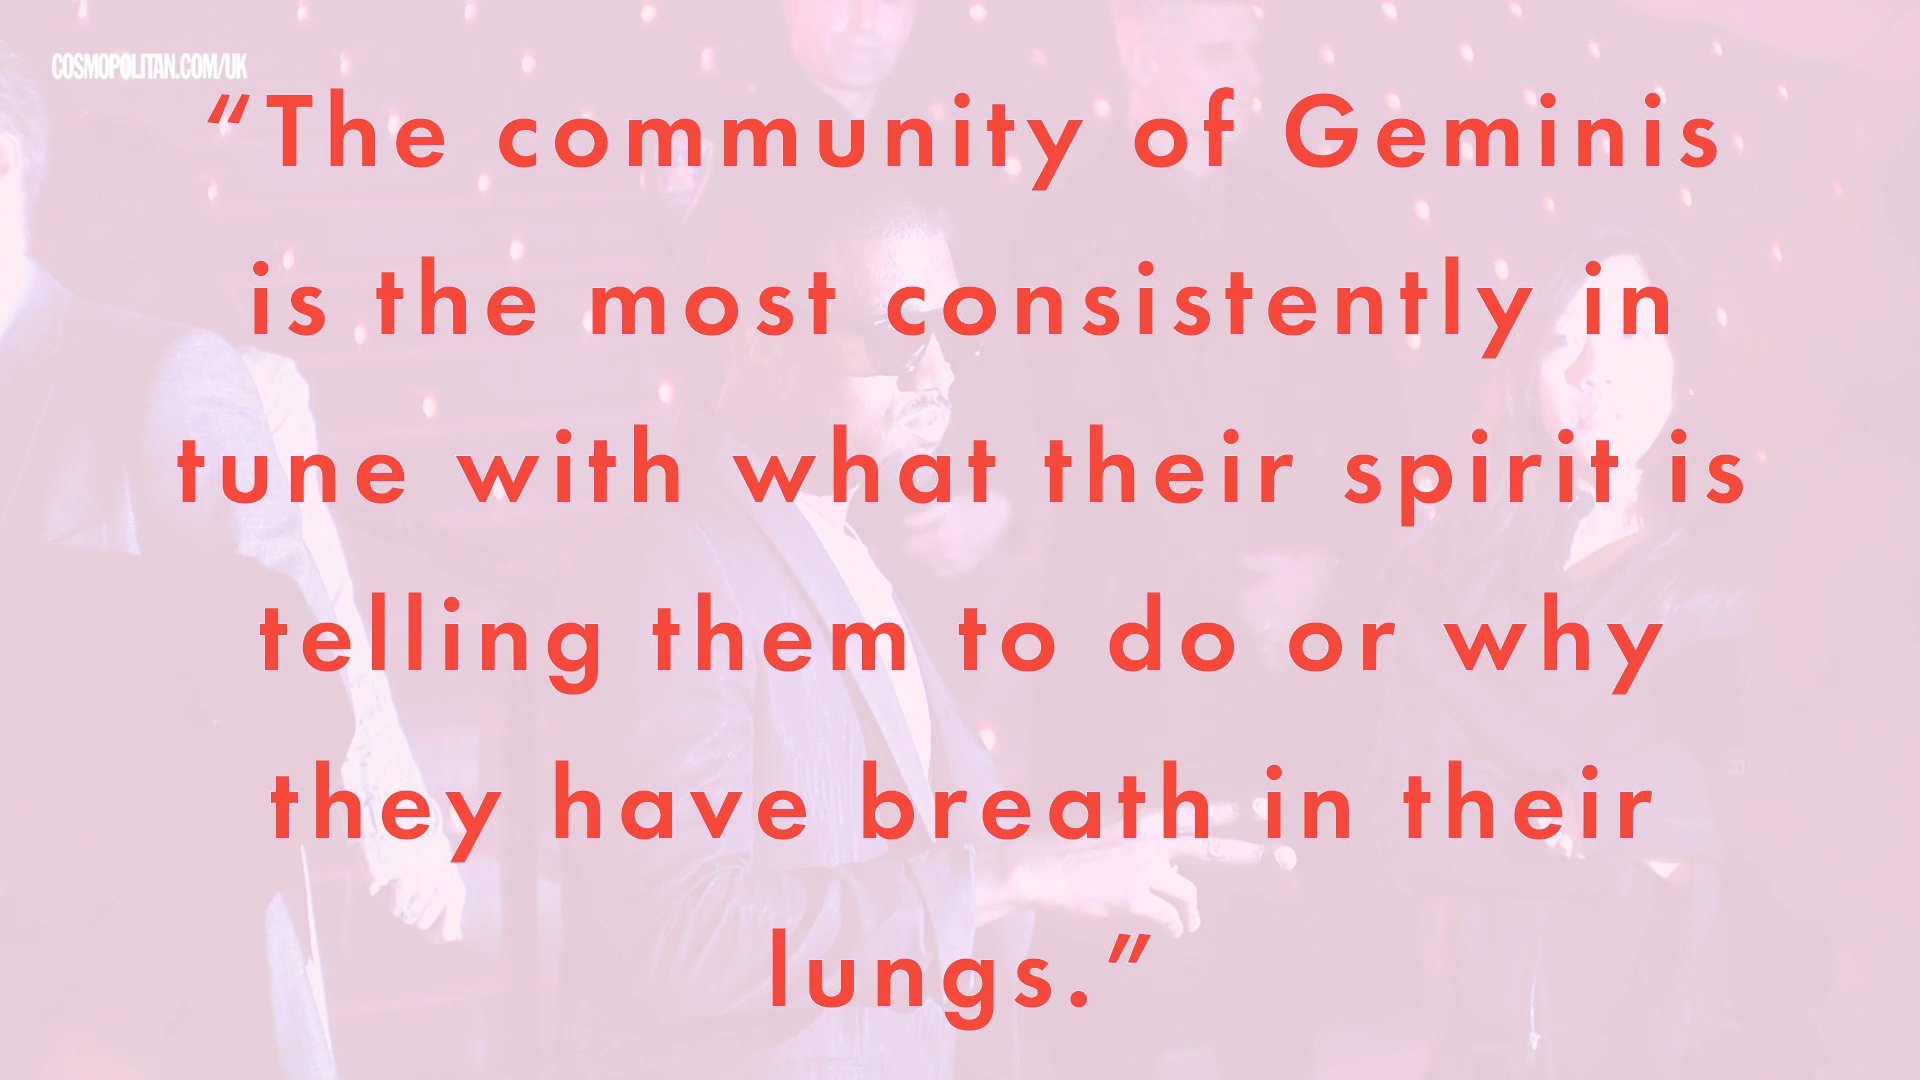 COSMOPOLITAN.COM/UK
“The community of Geminis
is the most consistently in
tune with what their spirit is
telling them to do or why
they have breath in their
lungs.”